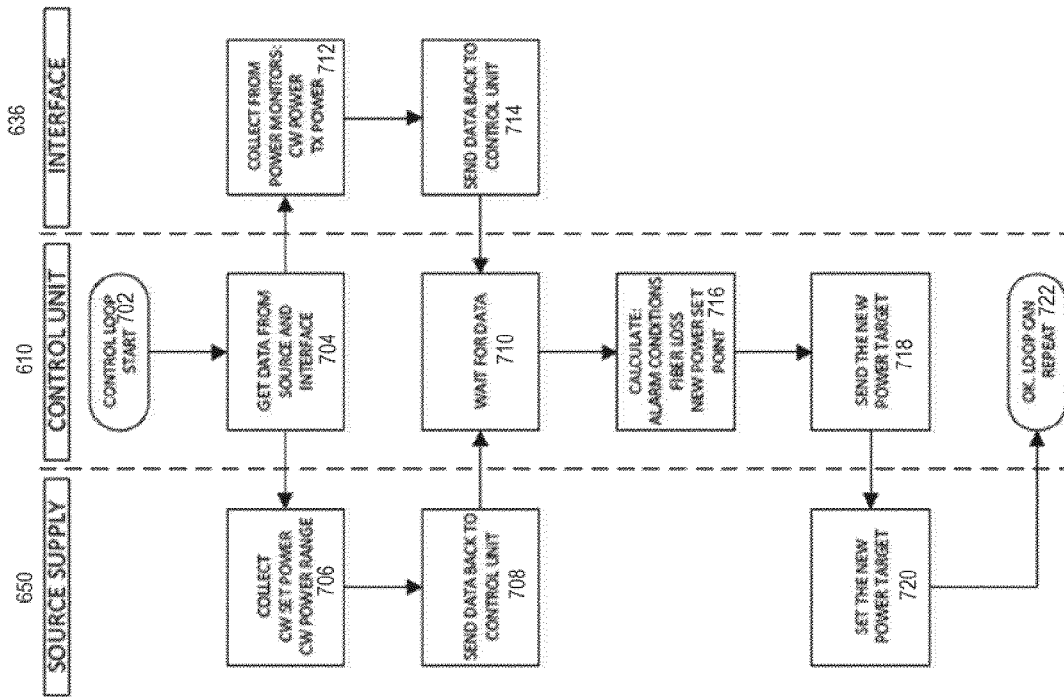 650
610
636
SOURCE SUPPLY
CONTROL UNIT
INTERFACE
CONTROL LOOP
START 702
GET DATA FROM
SOURCE AND
INTERFACE
704
COLLECT
CW SET POWER
CW POWER RANGE
706
COLLECT FROM
POWER MONITORS:
CW POWER
TX POWER 712
SEND DATA BACK TO
CONTROL UNIT
708
WAIT FOR DATA
710
SEND DATA BACK TO
CONTROL UNIT
714
CALCULATE:
ALARM CONDITIONS
FIBER LOSS
NEW POWER SET
POINT 716
SEND THE NEW
POWER TARGET
718
SET THE NEW
POWER TARGET
720
OK. LOOP CAN
REPEAT 722